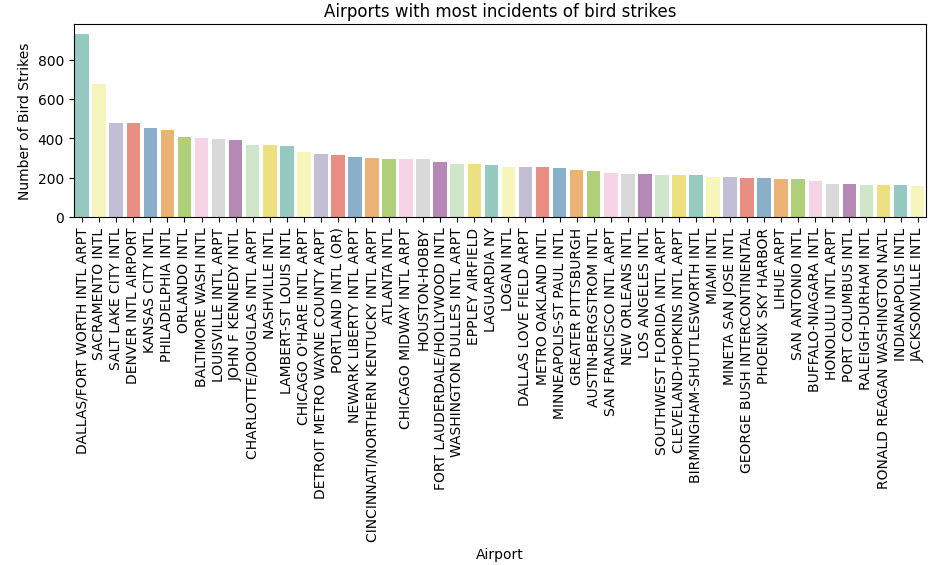 Airports with most incidents of bird strikes
Number of Bird Strikes
800
600
400
200
0
DALLAS/FORT WORTH INTL ARPT
SACRAMENTO INTL
SALT LAKE CITY INTL
DENVER INTL AIRPORT
KANSAS CITY INTL
PHILADELPHIA INTL
ORLANDO INTL
BALTIMORE WASH INTL
LOUISVILLE INTL ARPT
JOHN F KENNEDY INTL
CHARLOTTE/DOUGLAS INTL ARPT
NASHVILLE INTL
LAMBERT-ST LOUIS INTL
CHICAGO O'HARE INTL ARPT
DETROIT METRO WAYNE COUNTY ARPT
PORTLAND INTL (OR)
NEWARK LIBERTY INTL ARPT
CINCINNATI/NORTHERN KENTUCKY INTL ARPT
ATLANTA INTL
CHICAGO MIDWAY INTL ARPT
HOUSTON-HOBBY
FORT LAUDERDALE/HOLLYWOOD INTL
WASHINGTON DULLES INTL ARPT
EPPLEY AIRFIELD
LAGUARDIA NY
LOGAN INTL
DALLAS LOVE FIELD ARPT
METRO OAKLAND INTL
MINNEAPOLIS-ST PAUL INTL
GREATER PITTSBURGH
AUSTIN-BERGSTROM INTL
SAN FRANCISCO INTL ARPT
NEW ORLEANS INTL
LOS ANGELES INTL
SOUTHWEST FLORIDA INTL ARPT
CLEVELAND-HOPKINS INTL ARPT
BIRMINGHAM-SHUTTLESWORTH INTL
MIAMI INTL
MINETA SAN JOSE INTL
GEORGE BUSH INTERCONTINENTAL
PHOENIX SKY HARBOR
LIHUE ARPT
SAN ANTONIO INTL
BUFFALO-NIAGARA INTL
HONOLULU INTL ARPT
PORT COLUMBUS INTL
RALEIGH-DURHAM INTL
RONALD REAGAN WASHINGTON NATL
INDIANAPOLIS INTL
JACKSONVILLE INTL
Airport